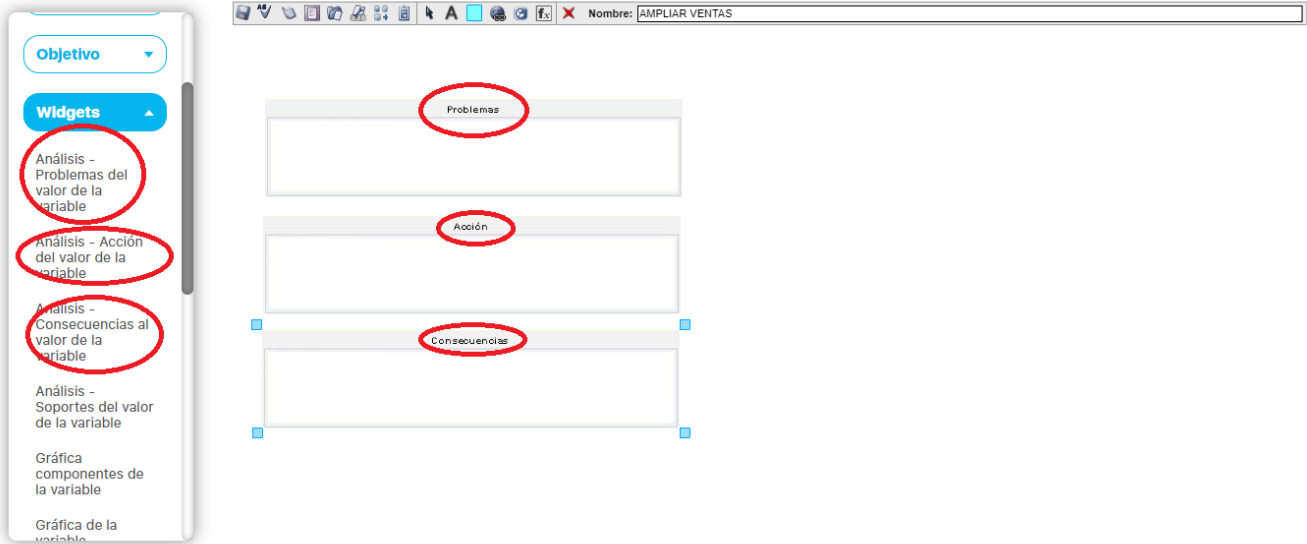 Objetivo
Widgets
Análisis -
Problemas del
valor de la
variable
Análisis - Acción
del valor de la
variable
Análisis -
Consecuencias al
valor de la
variable
Análisis -
Soportes del valor
de la variable
Gráfica
componentes de
la variable
Gráfica de la
variable
Nombre: AMPLIAR VENTAS
Problemas
Acción
Consecuencias